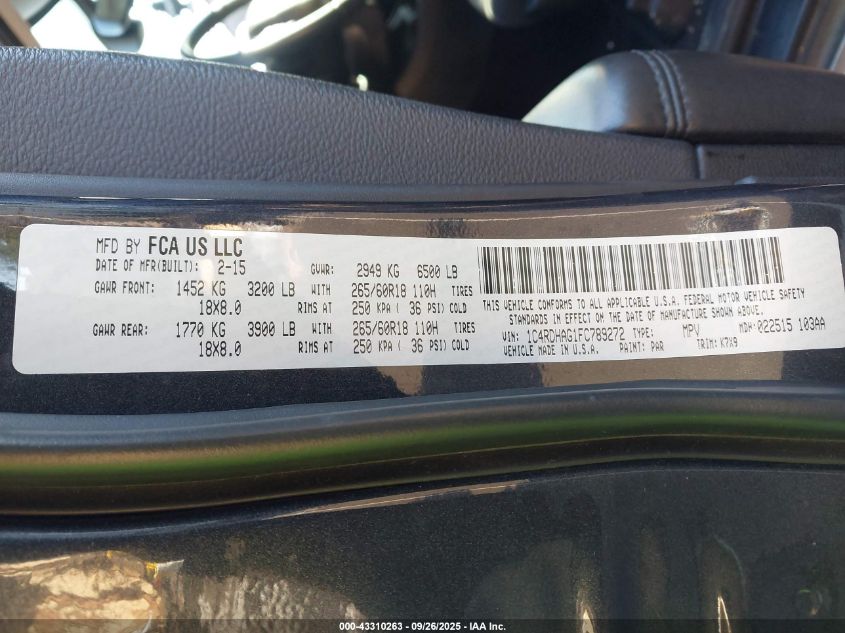 MFD BY FCA US LLC
DATE OF MFR(BUILT): 2-15 GVWR: 2949 KG 6500 LB
GAWR FRONT: 1452 KG 3200 LB WITH 265/60R18 110H TIRES
18X8.0 RIMS AT 250 KPA ( 36 PSI) COLD
GAWR REAR: 1770 KG 3900 LB WITH 265/60R18 110H TIRES
18X8.0 RIMS AT 250 KPA ( 36 PSI) COLD
THIS VEHICLE CONFORMS TO ALL APPLICABLE U.S.A. FEDERAL MOTOR VEHICLE SAFETY
STANDARDS IN EFFECT ON THE DATE OF MANUFACTURE SHOWN ABOVE.
VIN: 1C4RDHAG1FC789272 TYPE: MPV MDH: 022515 103AA
VEHICLE MADE IN U.S.A. PAINT: PAR TRIM: K7X9
000-43310263 - 09/26/2025 - IAA Inc.